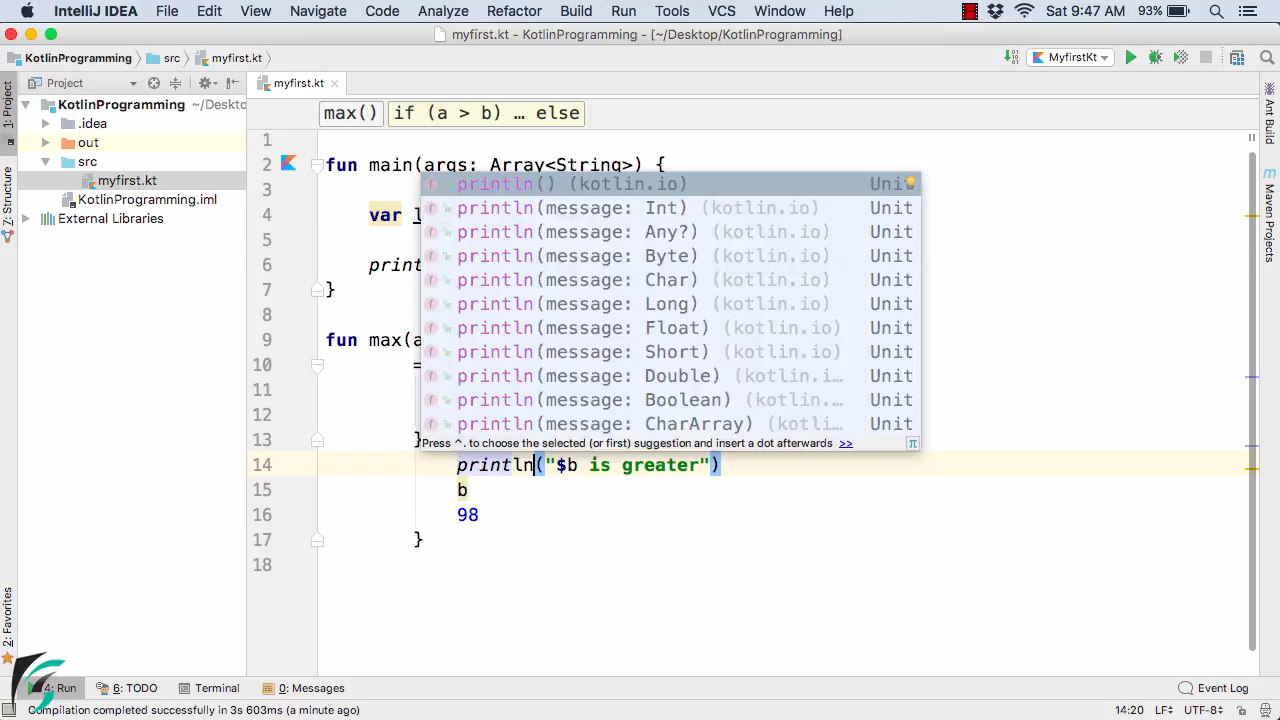 IntelliJ IDEA File Edit View Navigate Code Analyze Refactor Build Run Tools VCS Window Help Sat 9:47 AM 93%
myfirst.kt - KotlinProgramming - [~/Desktop/KotlinProgramming]
KotlinProgramming src myfirst.kt MyfirstKt
Project myfirst.kt
1: Project
7: Structure
2: Favorites
Ant Build
Maven Projects
KotlinProgramming ~/Deskto
.idea
out
src
myfirst.kt
KotlinProgramming.iml
External Libraries
max() if (a > b) … else
1
2 fun main(args: Array<String>) {
3
4 var l
5
6 print
7 }
8
9 fun max(a
10 =
11
12
13 }
14 println("$b is greater")
15 b
16 98
17 }
18
println() (kotlin.io) Unit
println(message: Int) (kotlin.io) Unit
println(message: Any?) (kotlin.io) Unit
println(message: Byte) (kotlin.io) Unit
println(message: Char) (kotlin.io) Unit
println(message: Long) (kotlin.io) Unit
println(message: Float) (kotlin.io) Unit
println(message: Short) (kotlin.io) Unit
println(message: Double) (kotlin.i… Unit
println(message: Boolean) (kotlin.… Unit
println(message: CharArray) (kotli… Unit
Press ^. to choose the selected (or first) suggestion and insert a dot afterwards >> π
4: Run 6: TODO Terminal 0: Messages Event Log
Compilation completed successfully in 3s 603ms (a minute ago) 14:20 LF÷ UTF-8÷